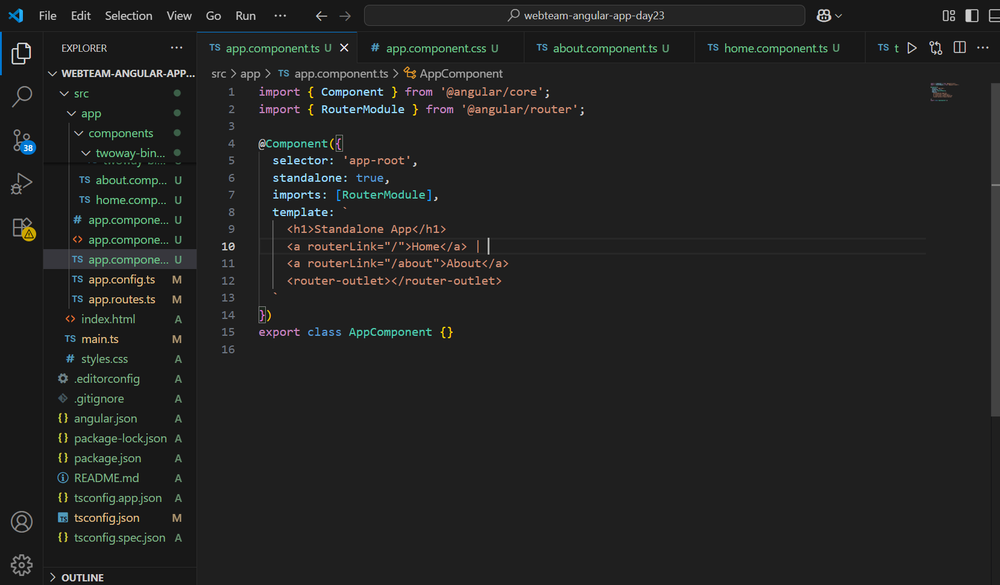 File Edit Selection View Go Run ··· webteam-angular-app-day23
EXPLORER ···
TS app.component.ts U
# app.component.css U
TS about.component.ts U
TS home.component.ts U
TS t
src > app > TS app.component.ts > AppComponent
WEBTEAM-ANGULAR-APP...
src
app
components
twoway-bin...
TS about.comp... U
TS home.comp... U
# app.compone... U
<> app.compone... U
TS app.compone... U
TS app.config.ts M
TS app.routes.ts M
<> index.html A
TS main.ts M
# styles.css A
.editorconfig A
.gitignore A
{} angular.json A
{} package-lock.json A
{} package.json A
README.md A
{} tsconfig.app.json A
TS tsconfig.json M
{} tsconfig.spec.json A
OUTLINE
38
1 import { Component } from '@angular/core';
2 import { RouterModule } from '@angular/router';
3
4 @Component({
5 selector: 'app-root',
6 standalone: true,
7 imports: [RouterModule],
8 template: `
9 <h1>Standalone App</h1>
10 <a routerLink="/">Home</a> |
11 <a routerLink="/about">About</a>
12 <router-outlet></router-outlet>
13 `
14 })
15 export class AppComponent {}
16